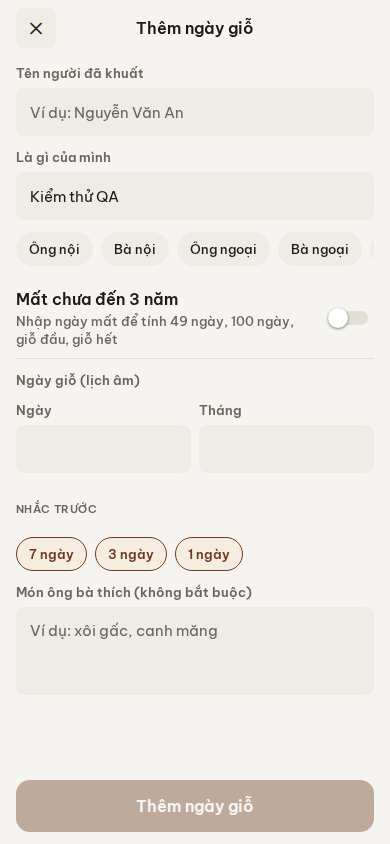 Thêm ngày giỗ
Tên người đã khuất
Ví dụ: Nguyễn Văn An
Là gì của mình
Kiểm thử QA
Ông nội
Bà nội
Ông ngoại
Bà ngoại
Mất chưa đến 3 năm
Nhập ngày mất để tính 49 ngày, 100 ngày,
giỗ đầu, giỗ hết
Ngày giỗ (lịch âm)
Ngày
Tháng
NHẮC TRƯỚC
7 ngày
3 ngày
1 ngày
Món ông bà thích (không bắt buộc)
Ví dụ: xôi gấc, canh măng
Thêm ngày giỗ